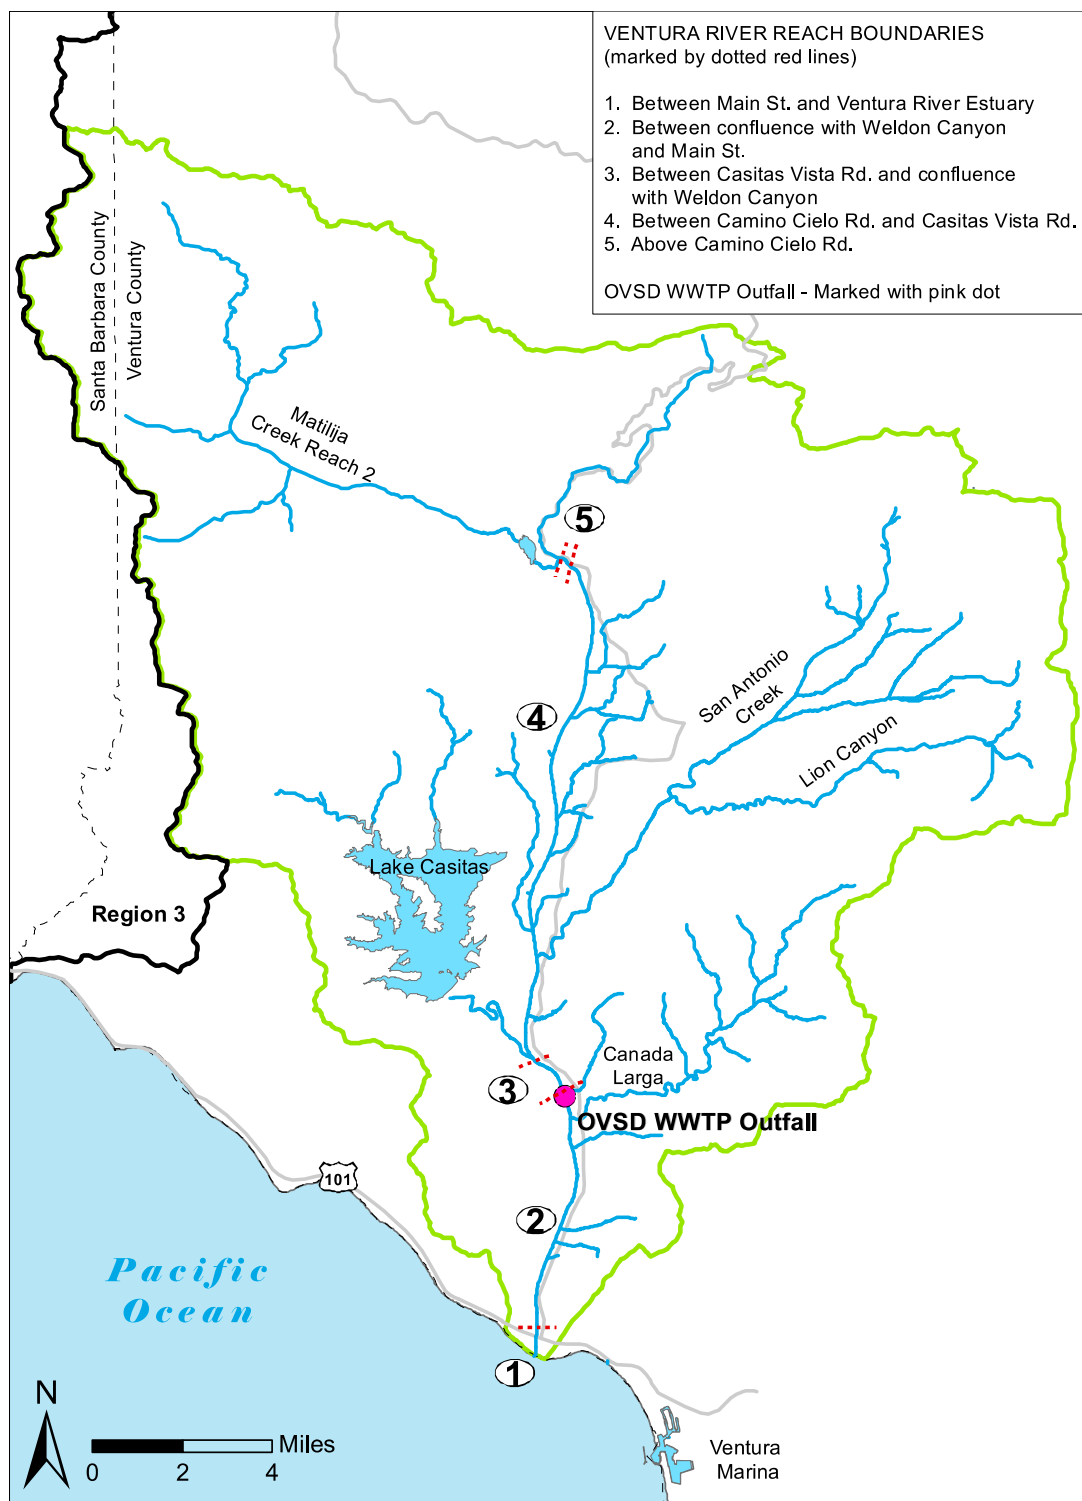 VENTURA RIVER REACH BOUNDARIES
(marked by dotted red lines)
1. Between Main St. and Ventura River Estuary
2. Between confluence with Weldon Canyon
and Main St.
3. Between Casitas Vista Rd. and confluence
with Weldon Canyon
4. Between Camino Cielo Rd. and Casitas Vista Rd.
5. Above Camino Cielo Rd.
OVSD WWTP Outfall - Marked with pink dot
Santa Barbara County
Ventura County
Matilija
Creek Reach 2
5
San Antonio
Creek
4
Lion Canyon
Lake Casitas
Region 3
Canada
Larga
3
OVSD WWTP Outfall
101
2
Pacific
Ocean
1
N
Miles
0 2 4
Ventura
Marina